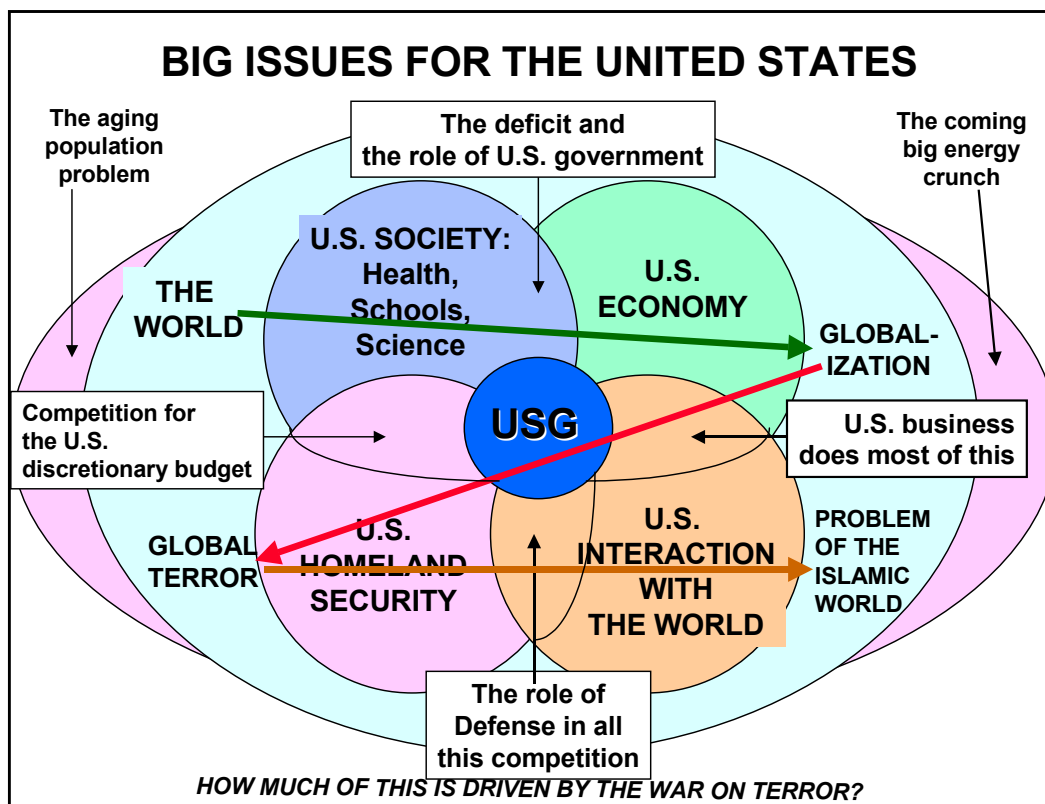 BIG ISSUES FOR THE UNITED STATES
The aging
population
problem
The deficit and
the role of U.S. government
The coming
big energy
crunch
U.S. SOCIETY:
Health,
Schools,
Science
U.S.
ECONOMY
THE
WORLD
GLOBAL-
IZATION
Competition for
the U.S.
discretionary budget
USG
U.S. business
does most of this
GLOBAL
TERROR
U.S.
HOMELAND
SECURITY
U.S.
INTERACTION
WITH
THE WORLD
PROBLEM
OF THE
ISLAMIC
WORLD
The role of
Defense in all
this competition
HOW MUCH OF THIS IS DRIVEN BY THE WAR ON TERROR?